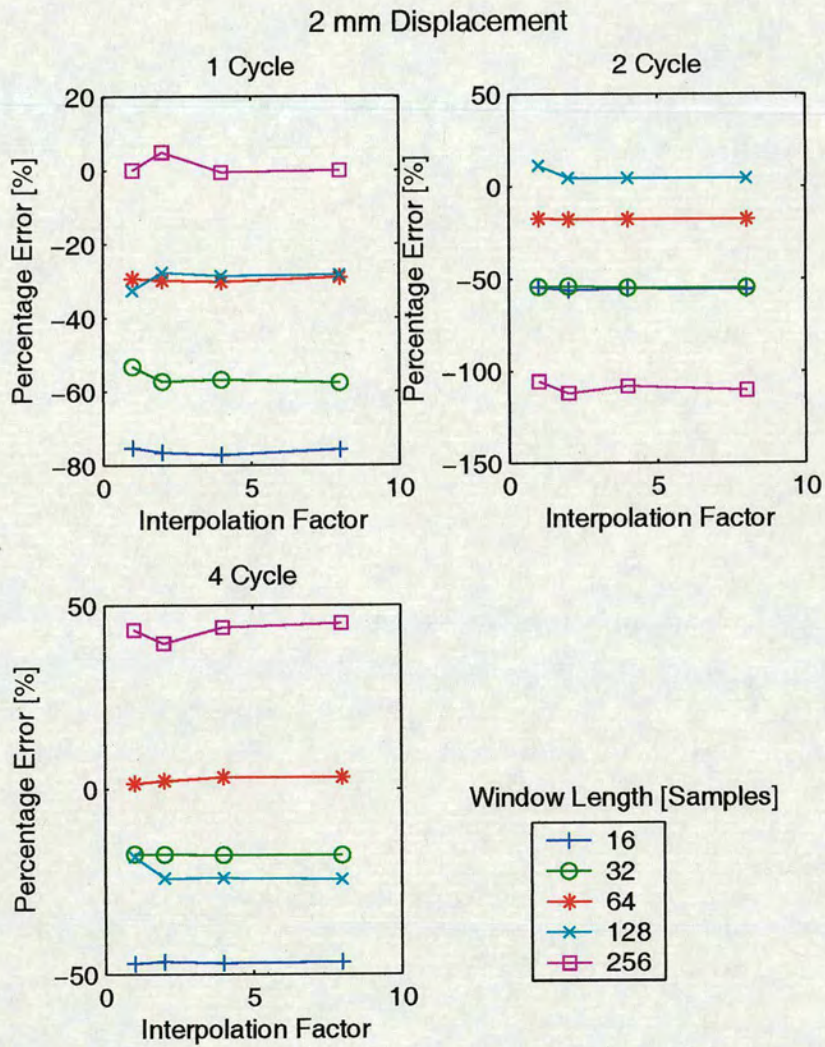 2 mm Displacement
1 Cycle
20
0
−20
−40
−60
−80
0
5
10
Percentage Error [%]
Interpolation Factor
2 Cycle
50
0
−50
−100
−150
0
5
10
Percentage Error [%]
Interpolation Factor
4 Cycle
50
0
−50
0
5
10
Percentage Error [%]
Interpolation Factor
Window Length [Samples]
16
32
64
128
256